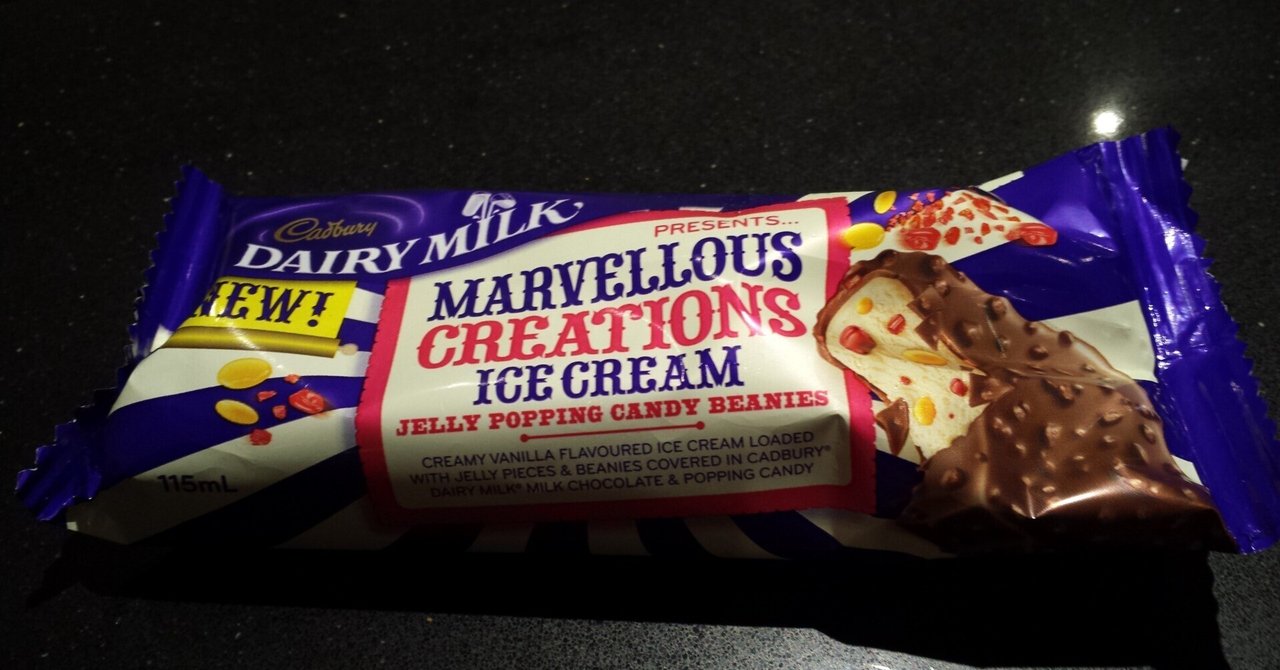 Cadbury
DAIRY MILK
NEW!
PRESENTS...
MARVELLOUS
CREATIONS
ICE CREAM
JELLY POPPING CANDY BEANIES
CREAMY VANILLA FLAVOURED ICE CREAM LOADED
WITH JELLY PIECES & BEANIES COVERED IN CADBURY®
DAIRY MILK® MILK CHOCOLATE & POPPING CANDY
115mL